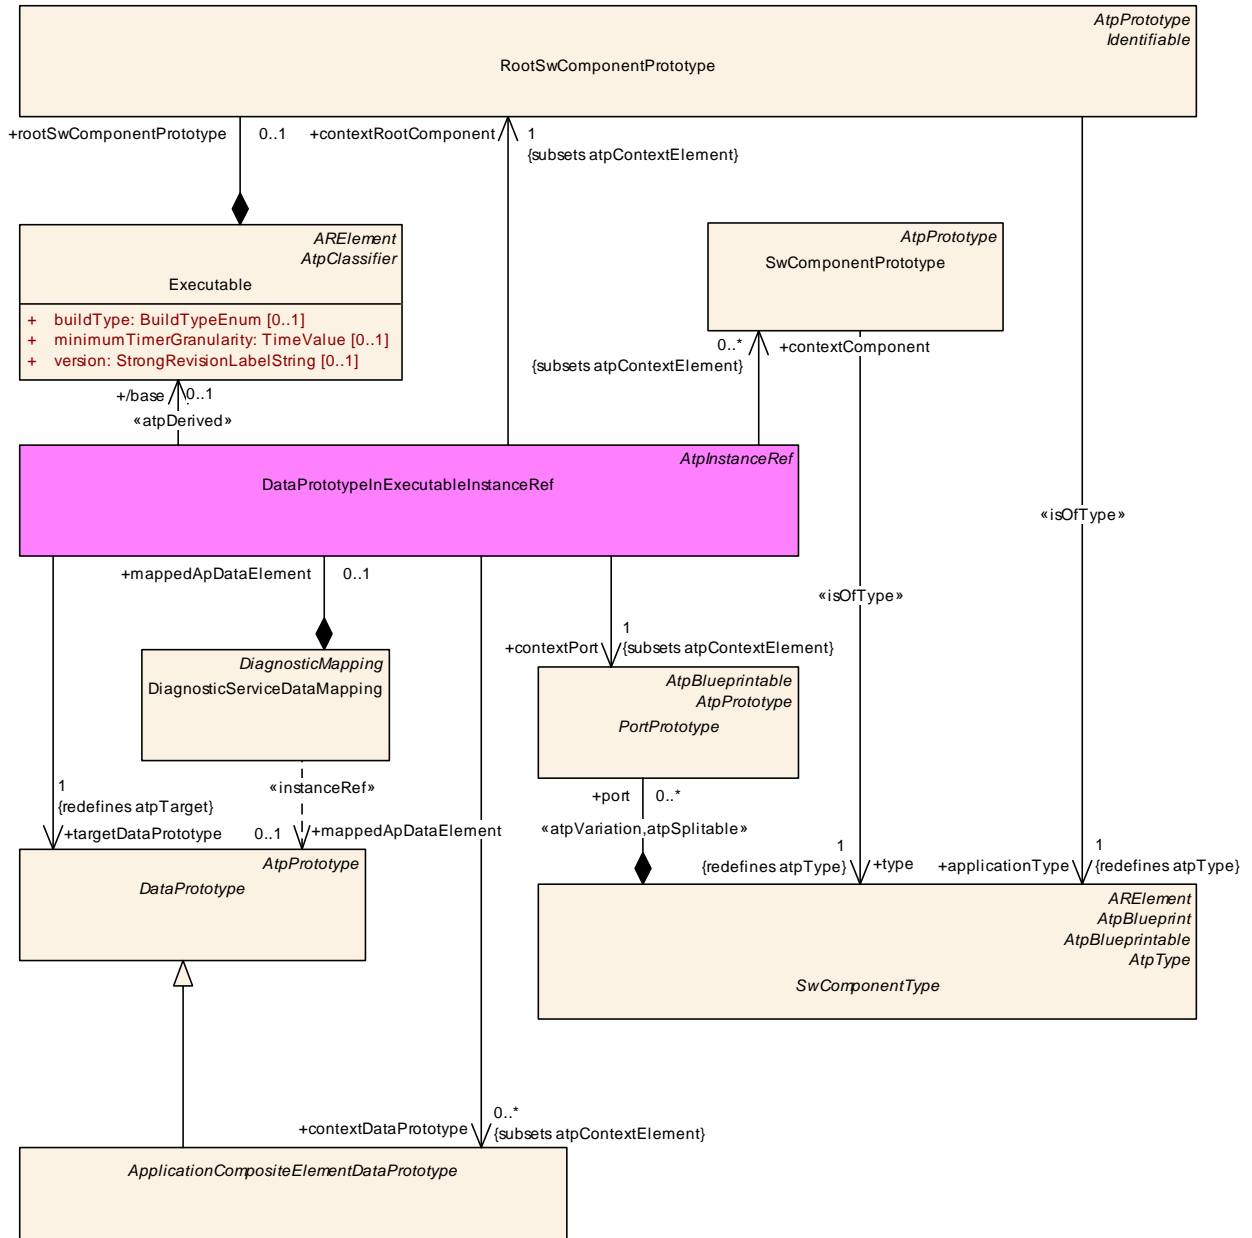 AtpPrototype
Identifiable
RootSwComponentPrototype
+rootSwComponentPrototype
0..1
+contextRootComponent
1
{subsets atpContextElement}
ARElement
AtpClassifier
Executable
+ buildType: BuildTypeEnum [0..1]
+ minimumTimerGranularity: TimeValue [0..1]
+ version: StrongRevisionLabelString [0..1]
AtpPrototype
SwComponentPrototype
0..*
+contextComponent
{subsets atpContextElement}
+/base
0..1
«atpDerived»
AtpInstanceRef
DataPrototypeInExecutableInstanceRef
«isOfType»
+mappedApDataElement
0..1
«isOfType»
1
+contextPort
{subsets atpContextElement}
DiagnosticMapping
DiagnosticServiceDataMapping
AtpBlueprintable
AtpPrototype
PortPrototype
1
«instanceRef»
{redefines atpTarget}
+targetDataPrototype
0..1
+mappedApDataElement
+port
0..*
«atpVariation,atpSplitable»
1
{redefines atpType}
+type
1
+applicationType
{redefines atpType}
AtpPrototype
DataPrototype
ARElement
AtpBlueprint
AtpBlueprintable
AtpType
SwComponentType
0..*
+contextDataPrototype
{subsets atpContextElement}
ApplicationCompositeElementDataPrototype